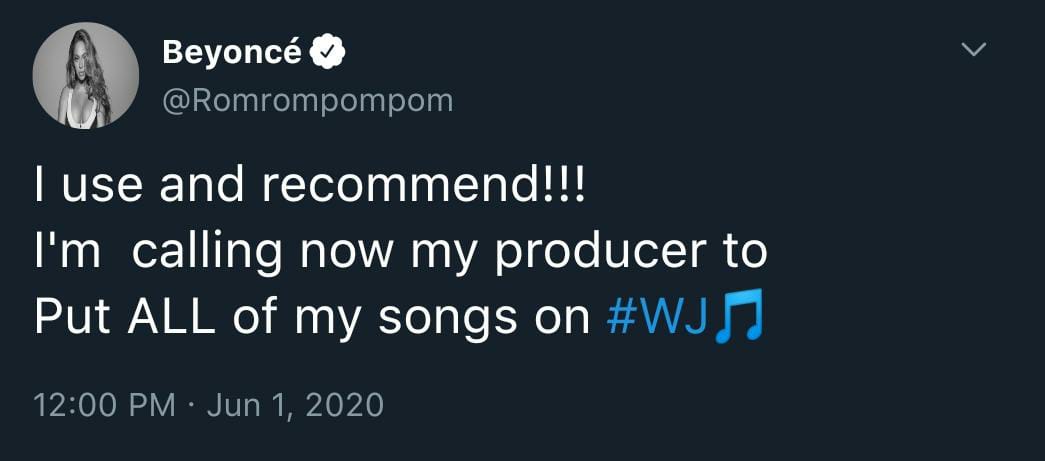 Beyoncé
@Romrompompom
I use and recommend!!!
I'm  calling now my producer to
Put ALL of my songs on #WJ🎵
12:00 PM · Jun 1, 2020